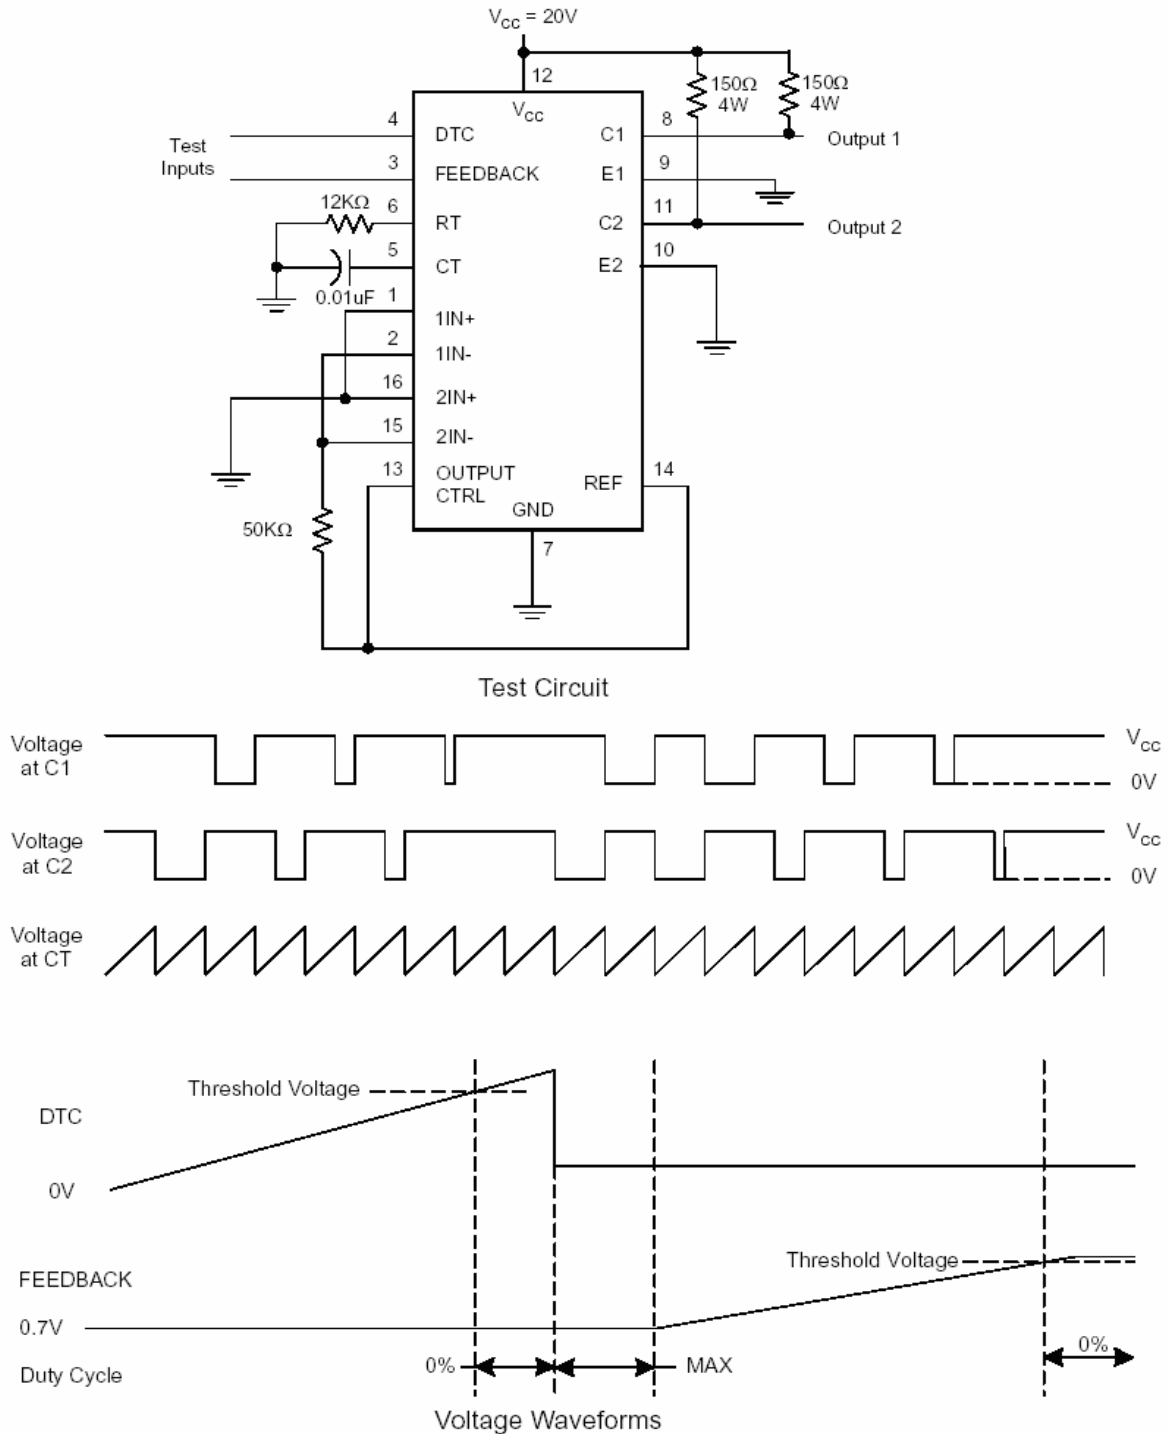 VCC = 20V
12
VCC
150Ω
4W
150Ω
4W
Test
Inputs
4
DTC
3
FEEDBACK
12KΩ
6
RT
5
CT
0.01uF
1
1IN+
2
1IN-
16
2IN+
15
2IN-
13
OUTPUT
CTRL
50KΩ
GND
7
C1
8
Output 1
E1
9
C2
11
Output 2
E2
10
REF
14
Test Circuit
Voltage
at C1
VCC
0V
Voltage
at C2
VCC
0V
Voltage
at CT
Threshold Voltage
DTC
0V
Threshold Voltage
FEEDBACK
0.7V
Duty Cycle
0%
MAX
0%
Voltage Waveforms